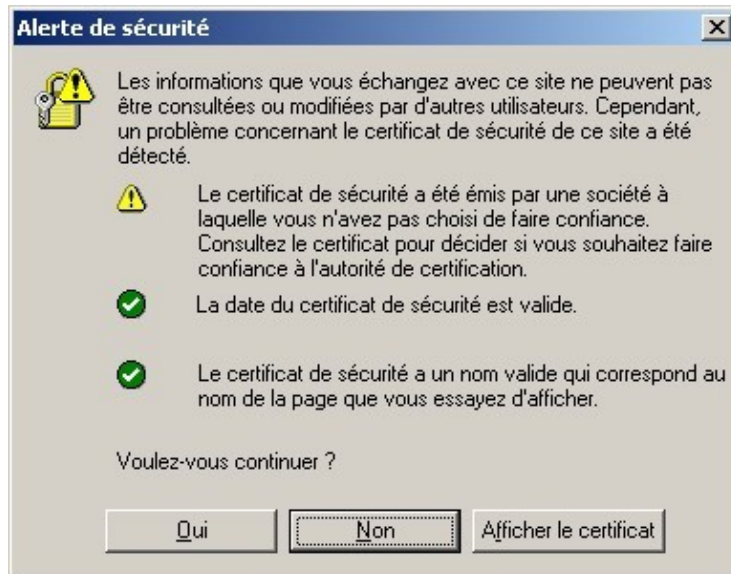 Alerte de sécurité
Les informations que vous échangez avec ce site ne peuvent pas
être consultées ou modifiées par d'autres utilisateurs. Cependant,
un problème concernant le certificat de sécurité de ce site a été
détecté.
Le certificat de sécurité a été émis par une société à
laquelle vous n'avez pas choisi de faire confiance.
Consultez le certificat pour décider si vous souhaitez faire
confiance à l'autorité de certification.
La date du certificat de sécurité est valide.
Le certificat de sécurité a un nom valide qui correspond au
nom de la page que vous essayez d'afficher.
Voulez-vous continuer ?
Oui
Non
Afficher le certificat